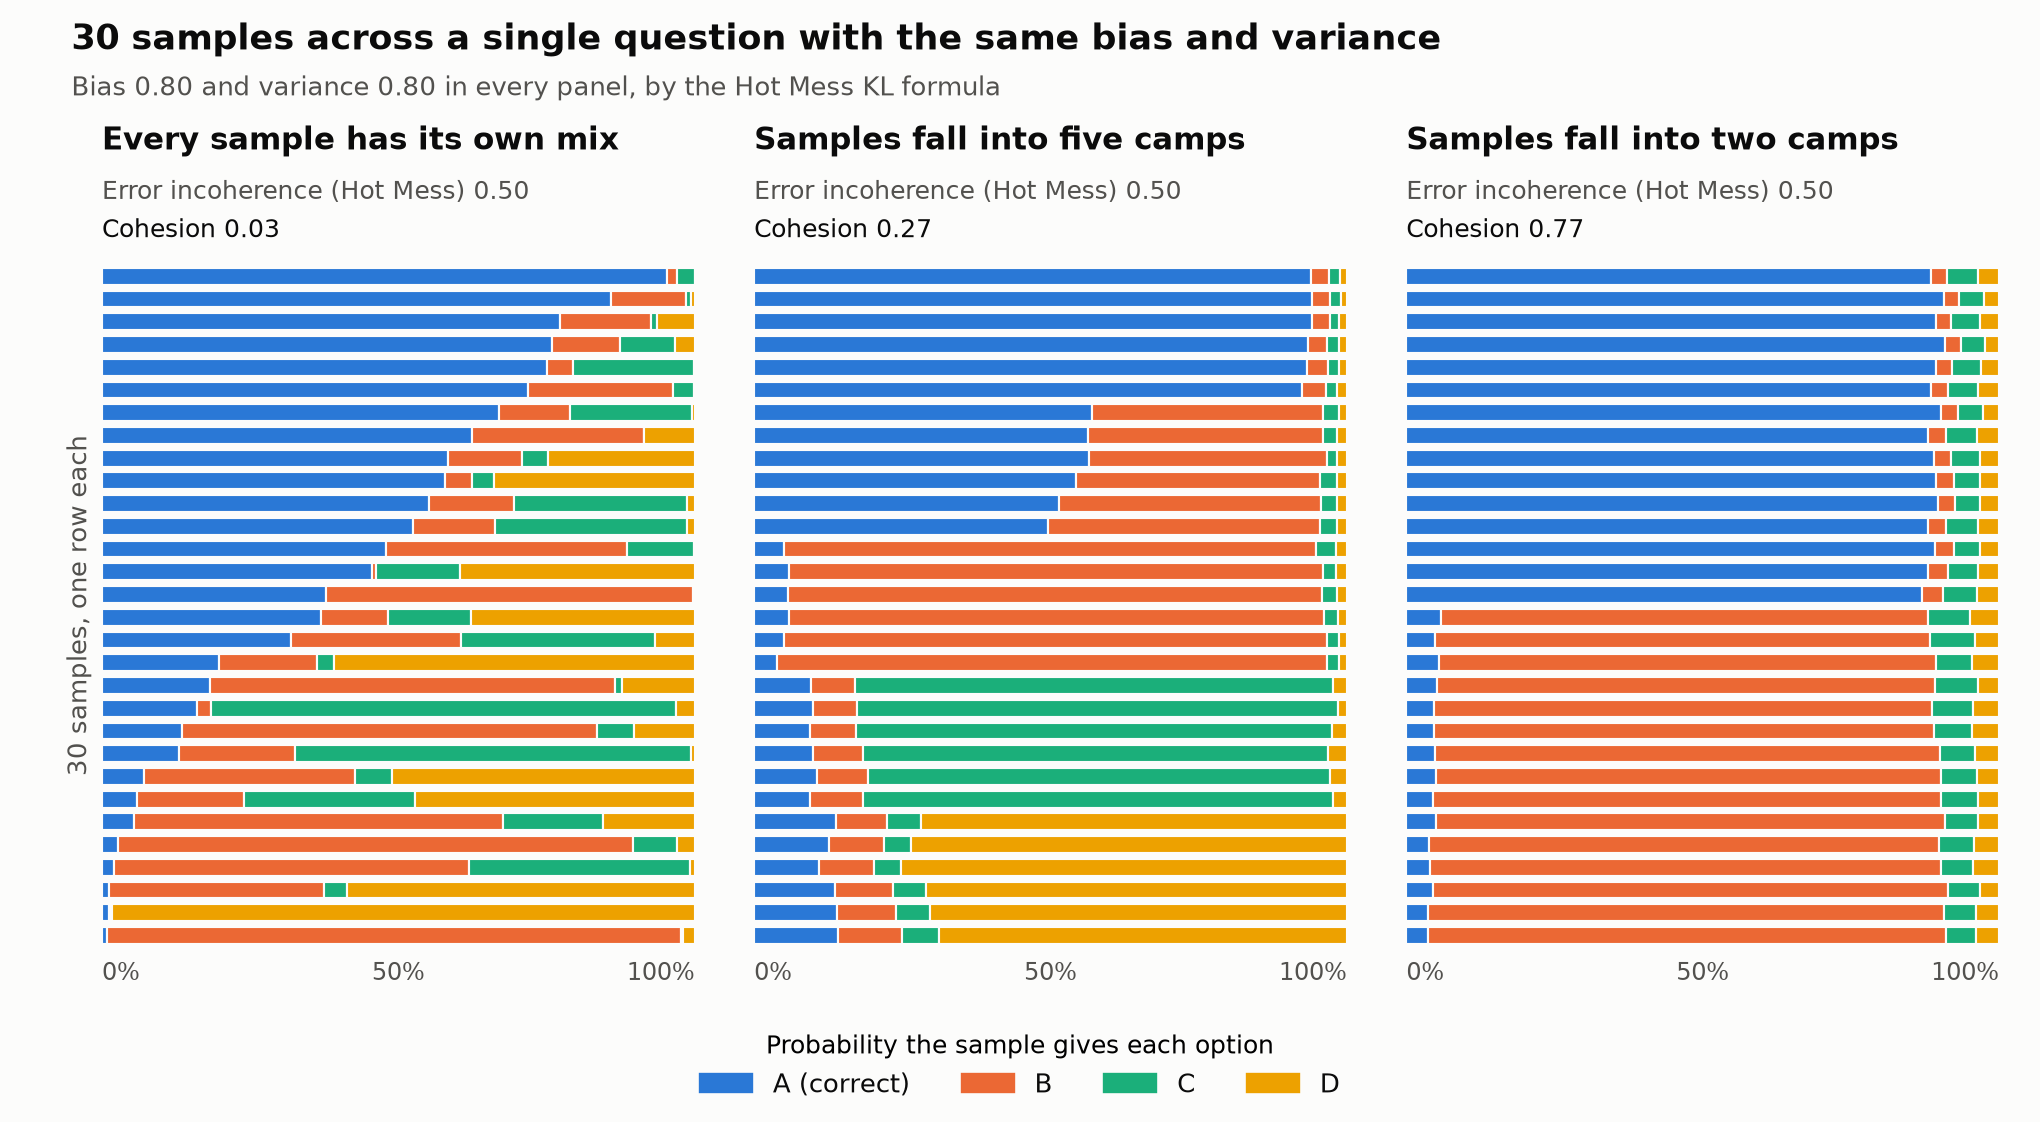 30 samples across a single question with the same bias and variance
Bias 0.80 and variance 0.80 in every panel, by the Hot Mess KL formula
Every sample has its own mix
Error incoherence (Hot Mess) 0.50
Cohesion 0.03
Samples fall into five camps
Error incoherence (Hot Mess) 0.50
Cohesion 0.27
Samples fall into two camps
Error incoherence (Hot Mess) 0.50
Cohesion 0.77
30 samples, one row each
0% 50% 100%
0% 50% 100%
0% 50% 100%
Probability the sample gives each option
A (correct) B C D